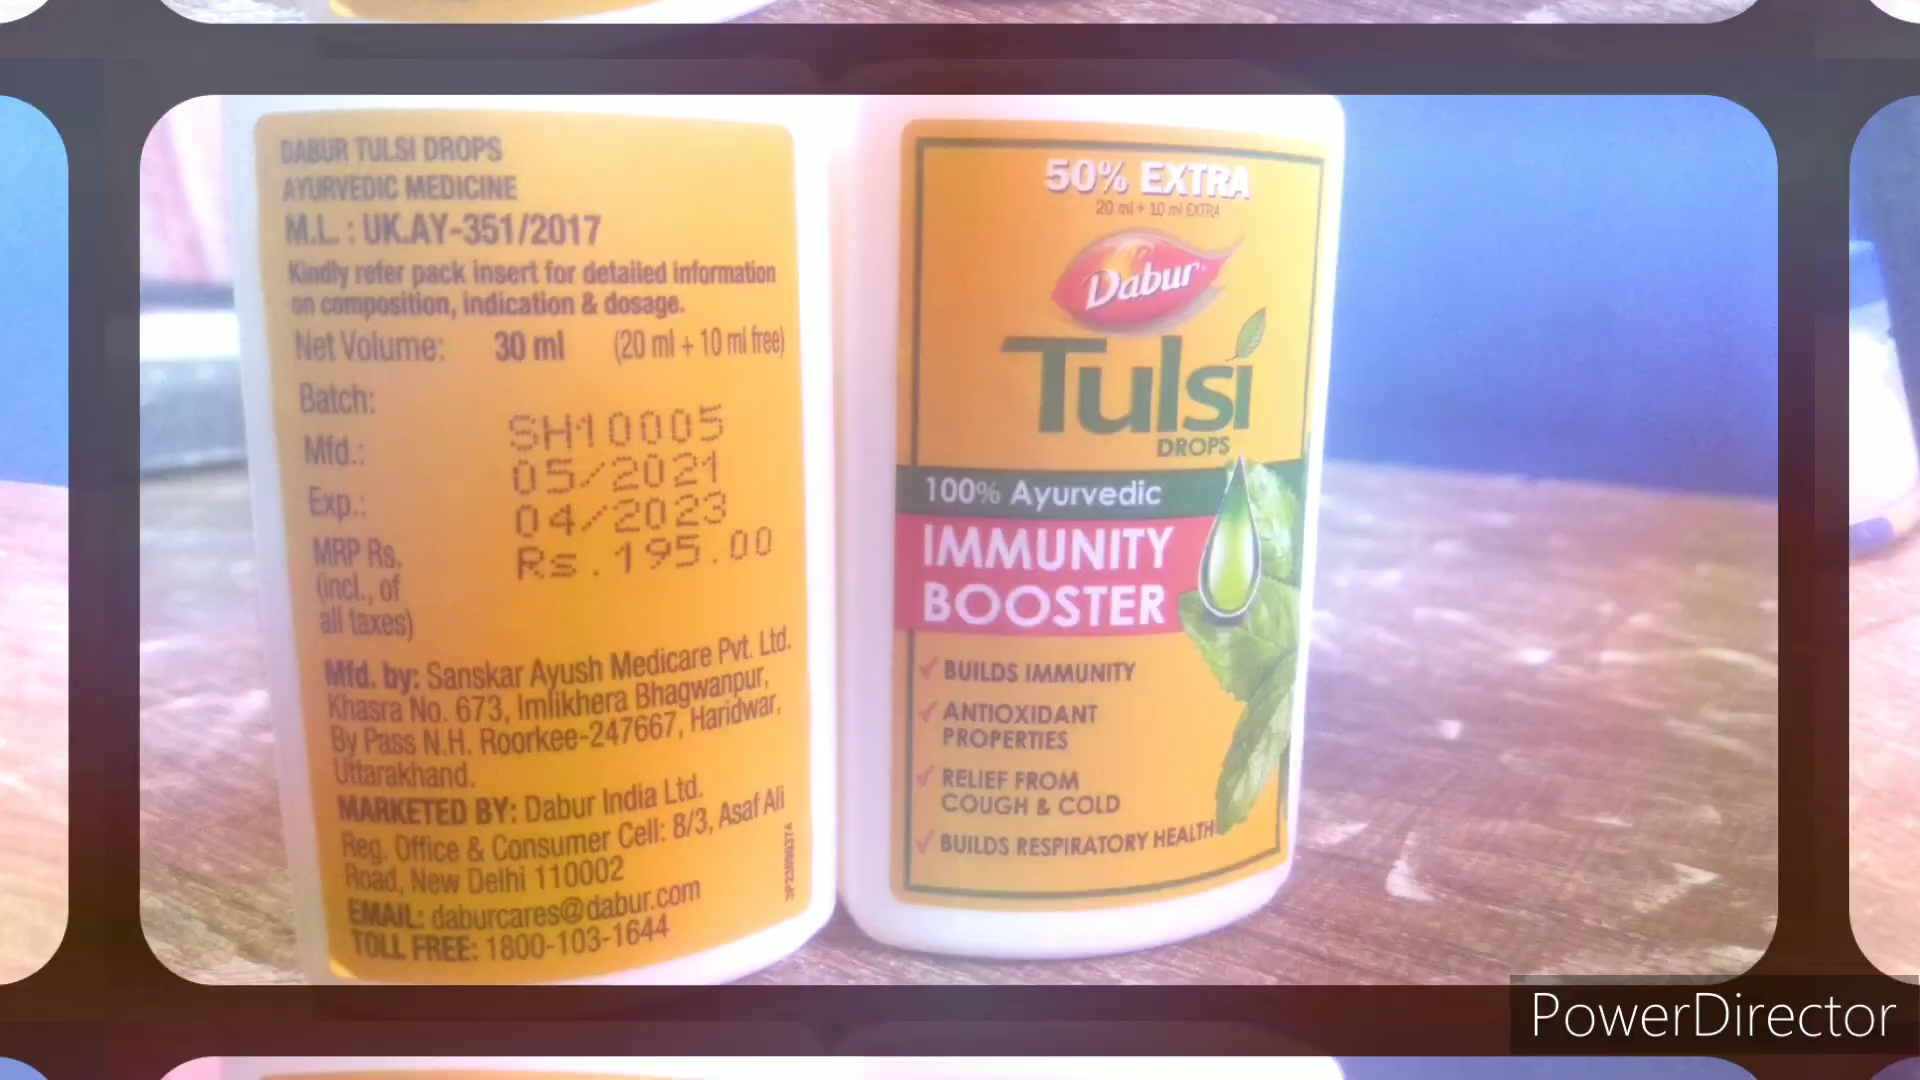 DABUR TULSI DROPS
AYURVEDIC MEDICINE
M.L. : UK.AY-351/2017
Kindly refer pack insert for detailed information
on composition, indication & dosage.
Net Volume: 30 ml (20 ml + 10 ml free)
Batch: SH10005
Mfd.: 05/2021
Exp.: 04/2023
MRP Rs. Rs.195.00
(incl., of
all taxes)
Mfd. by: Sanskar Ayush Medicare Pvt. Ltd.
Khasra No. 673, Imlikhera Bhagwanpur,
By Pass N.H. Roorkee-247667, Haridwar,
Uttarakhand.
MARKETED BY: Dabur India Ltd.
Reg. Office & Consumer Cell: 8/3, Asaf Ali
Road, New Delhi 110002
EMAIL: daburcares@dabur.com
TOLL FREE: 1800-103-1644
50% EXTRA
20 ml + 10 ml EXTRA
Dabur
Tulsi
DROPS
100% Ayurvedic
IMMUNITY
BOOSTER
BUILDS IMMUNITY
ANTIOXIDANT
PROPERTIES
RELIEF FROM
COUGH & COLD
BUILDS RESPIRATORY HEALTH
PowerDirector